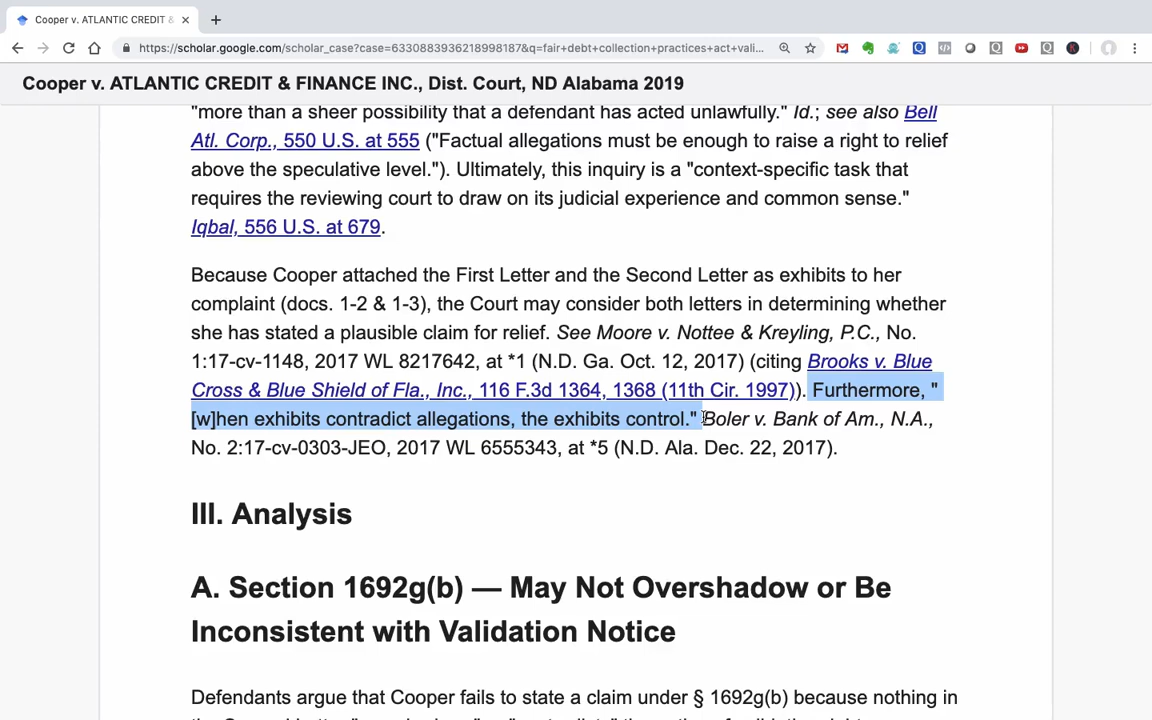 Cooper v. ATLANTIC CREDIT &
https://scholar.google.com/scholar_case?case=6330883936218998187&q=fair+debt+collection+practices+act+vali...
Cooper v. ATLANTIC CREDIT & FINANCE INC., Dist. Court, ND Alabama 2019
"more than a sheer possibility that a defendant has acted unlawfully." Id.; see also Bell
Atl. Corp., 550 U.S. at 555 ("Factual allegations must be enough to raise a right to relief
above the speculative level."). Ultimately, this inquiry is a "context-specific task that
requires the reviewing court to draw on its judicial experience and common sense."
Iqbal, 556 U.S. at 679.
Because Cooper attached the First Letter and the Second Letter as exhibits to her
complaint (docs. 1-2 & 1-3), the Court may consider both letters in determining whether
she has stated a plausible claim for relief. See Moore v. Nottee & Kreyling, P.C., No.
1:17-cv-1148, 2017 WL 8217642, at *1 (N.D. Ga. Oct. 12, 2017) (citing Brooks v. Blue
Cross & Blue Shield of Fla., Inc., 116 F.3d 1364, 1368 (11th Cir. 1997)). Furthermore, "
[w]hen exhibits contradict allegations, the exhibits control." Boler v. Bank of Am., N.A.,
No. 2:17-cv-0303-JEO, 2017 WL 6555343, at *5 (N.D. Ala. Dec. 22, 2017).
III. Analysis
A. Section 1692g(b) — May Not Overshadow or Be
Inconsistent with Validation Notice
Defendants argue that Cooper fails to state a claim under § 1692g(b) because nothing in